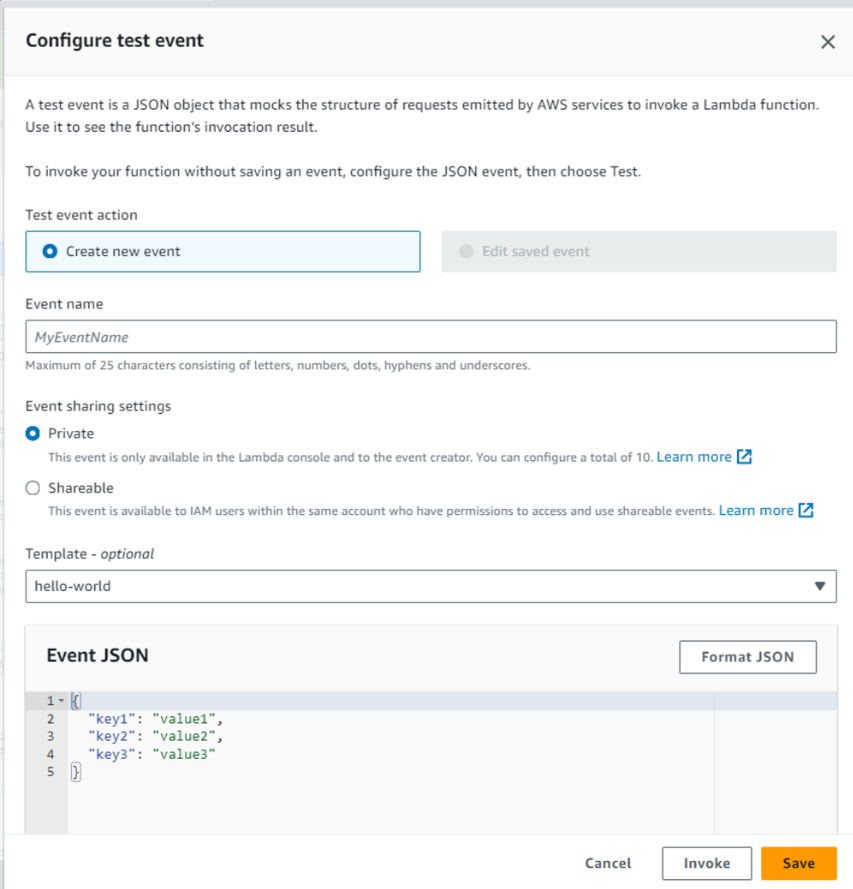 Configure test event
A test event is a JSON object that mocks the structure of requests emitted by AWS services to invoke a Lambda function.
Use it to see the function's invocation result.
To invoke your function without saving an event, configure the JSON event, then choose Test.
Test event action
Create new event
Edit saved event
Event name
MyEventName
Maximum of 25 characters consisting of letters, numbers, dots, hyphens and underscores.
Event sharing settings
Private
This event is only available in the Lambda console and to the event creator. You can configure a total of 10. Learn more
Shareable
This event is available to IAM users within the same account who have permissions to access and use shareable events. Learn more
Template - optional
hello-world
Event JSON
Format JSON
1 {
2 "key1": "value1",
3 "key2": "value2",
4 "key3": "value3"
5 }
Cancel
Invoke
Save